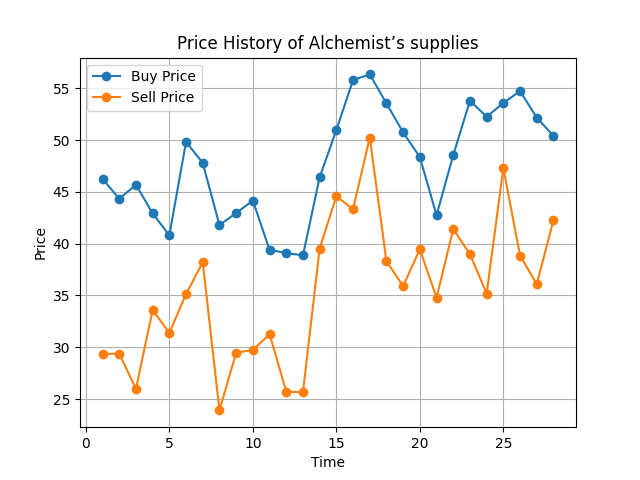 Price History of Alchemist’s supplies
Buy Price
Sell Price
Price
55
50
45
40
35
30
25
0
5
10
15
20
25
Time